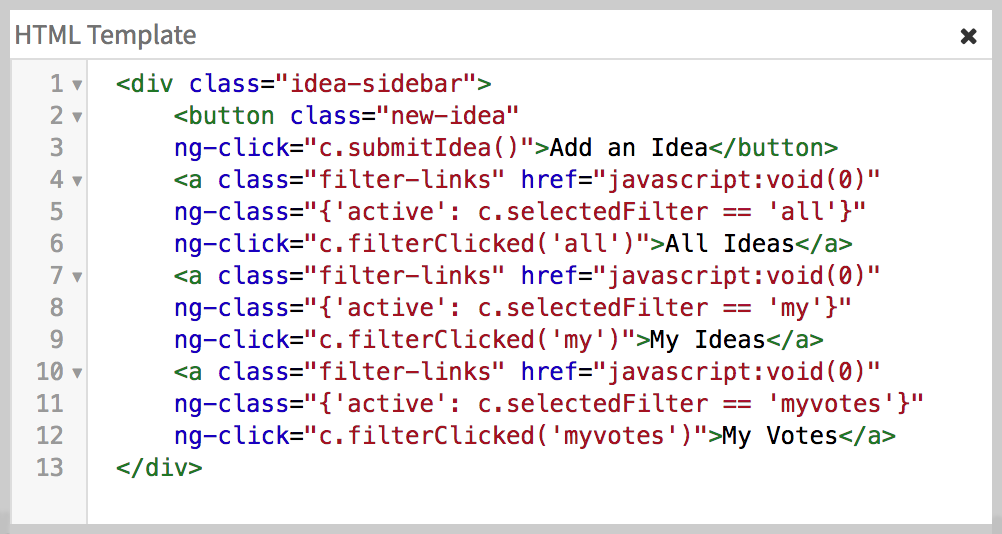 HTML Template ✖
1 ▾ <div class="idea-sidebar">
2 ▾     <button class="new-idea"
3     ng-click="c.submitIdea()">Add an Idea</button>
4 ▾     <a class="filter-links" href="javascript:void(0)"
5     ng-class="{'active': c.selectedFilter == 'all'}"
6     ng-click="c.filterClicked('all')">All Ideas</a>
7 ▾     <a class="filter-links" href="javascript:void(0)"
8     ng-class="{'active': c.selectedFilter == 'my'}"
9     ng-click="c.filterClicked('my')">My Ideas</a>
10 ▾     <a class="filter-links" href="javascript:void(0)"
11     ng-class="{'active': c.selectedFilter == 'myvotes'}"
12     ng-click="c.filterClicked('myvotes')">My Votes</a>
13 </div>